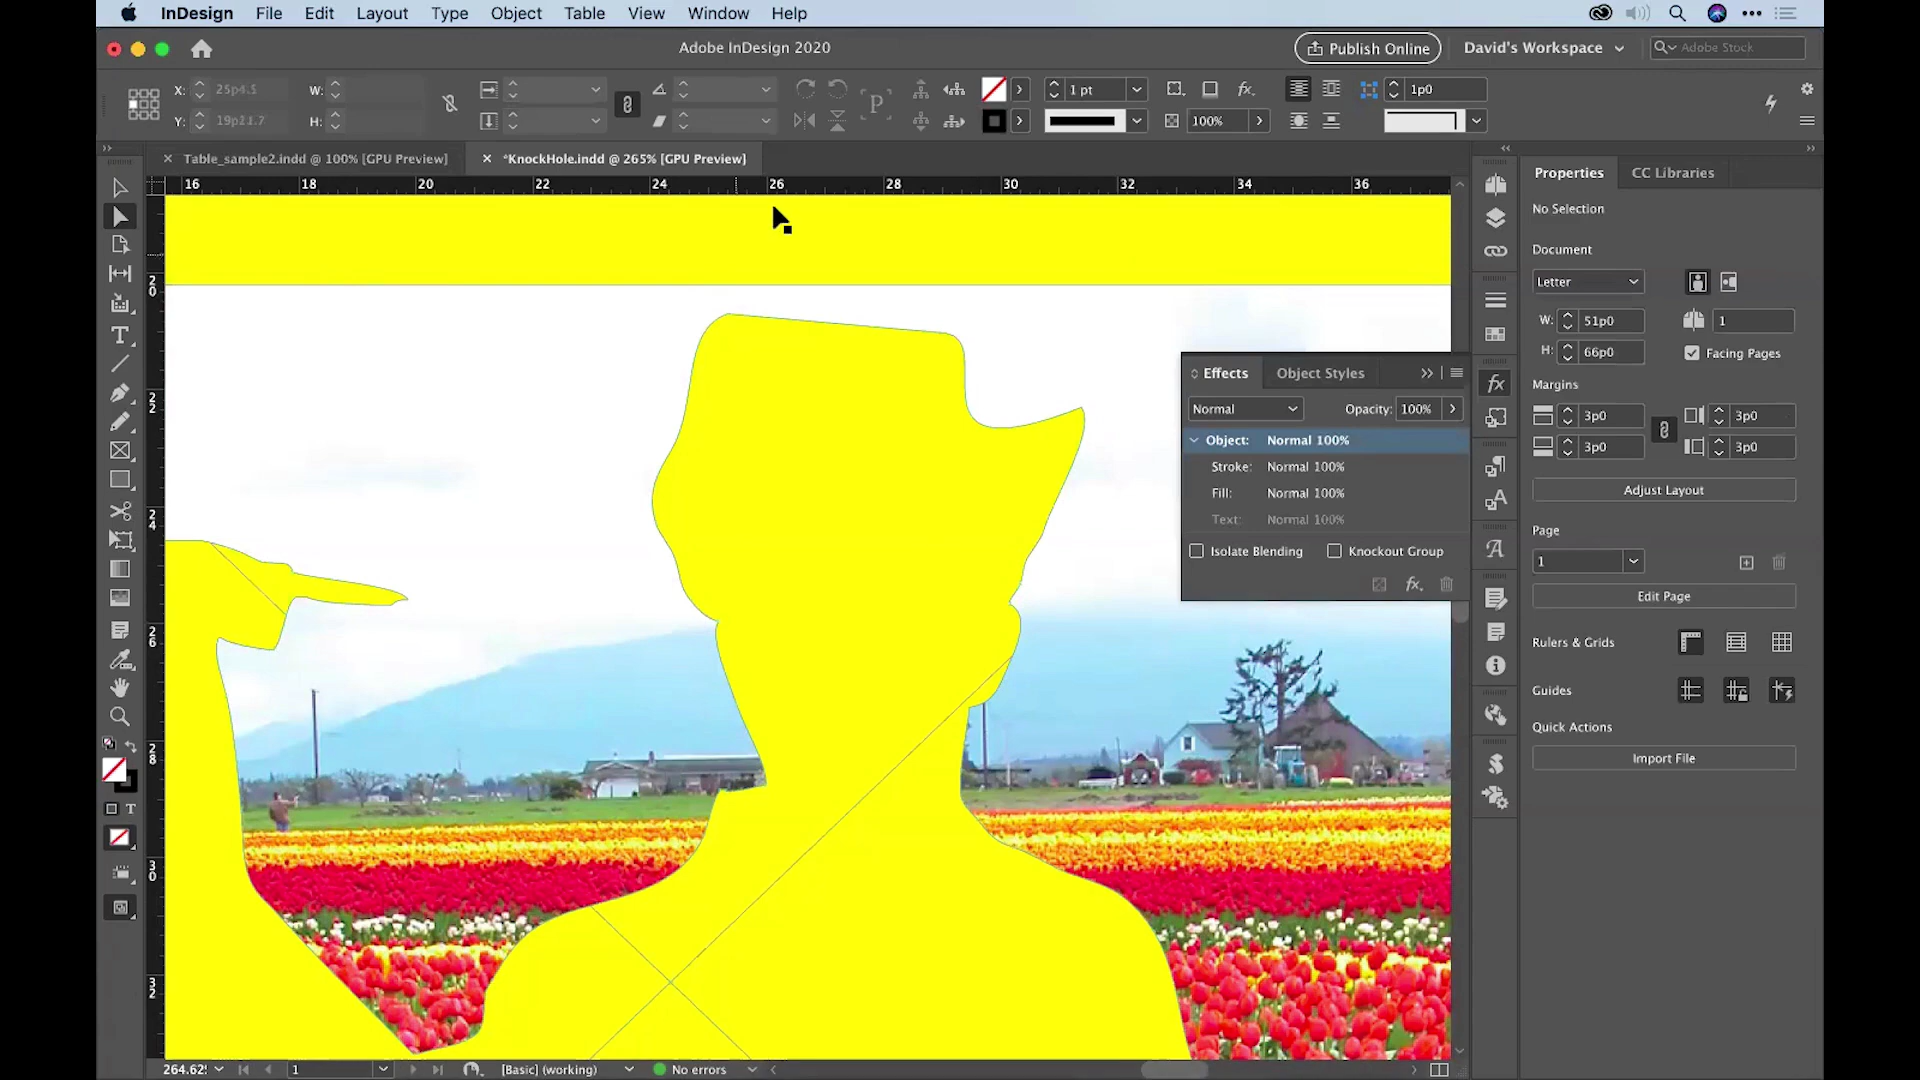 InDesign File Edit Layout Type Object Table View Window Help
Adobe InDesign 2020
Publish Online
David's Workspace
Adobe Stock
X: 25p4.5 W: 1 pt 1p0
Y: H: 100%
Table_sample2.indd @ 100% [GPU Preview]
*KnockHole.indd @ 265% [GPU Preview]
16 18 20 22 24 26 28 30 32 34 36
20
22
24
26
28
30
32
Effects Object Styles
Normal Opacity: 100%
Object: Normal 100%
Stroke: Normal 100%
Fill: Normal 100%
Text: Normal 100%
Isolate Blending Knockout Group
fx.
Properties CC Libraries
No Selection
Document
Letter
W: 51p0 1
H: 66p0 Facing Pages
Margins
3p0 3p0
3p0 3p0
Adjust Layout
Page
1
Edit Page
Rulers & Grids
Guides
Quick Actions
Import File
1 [Basic] (working) No errors